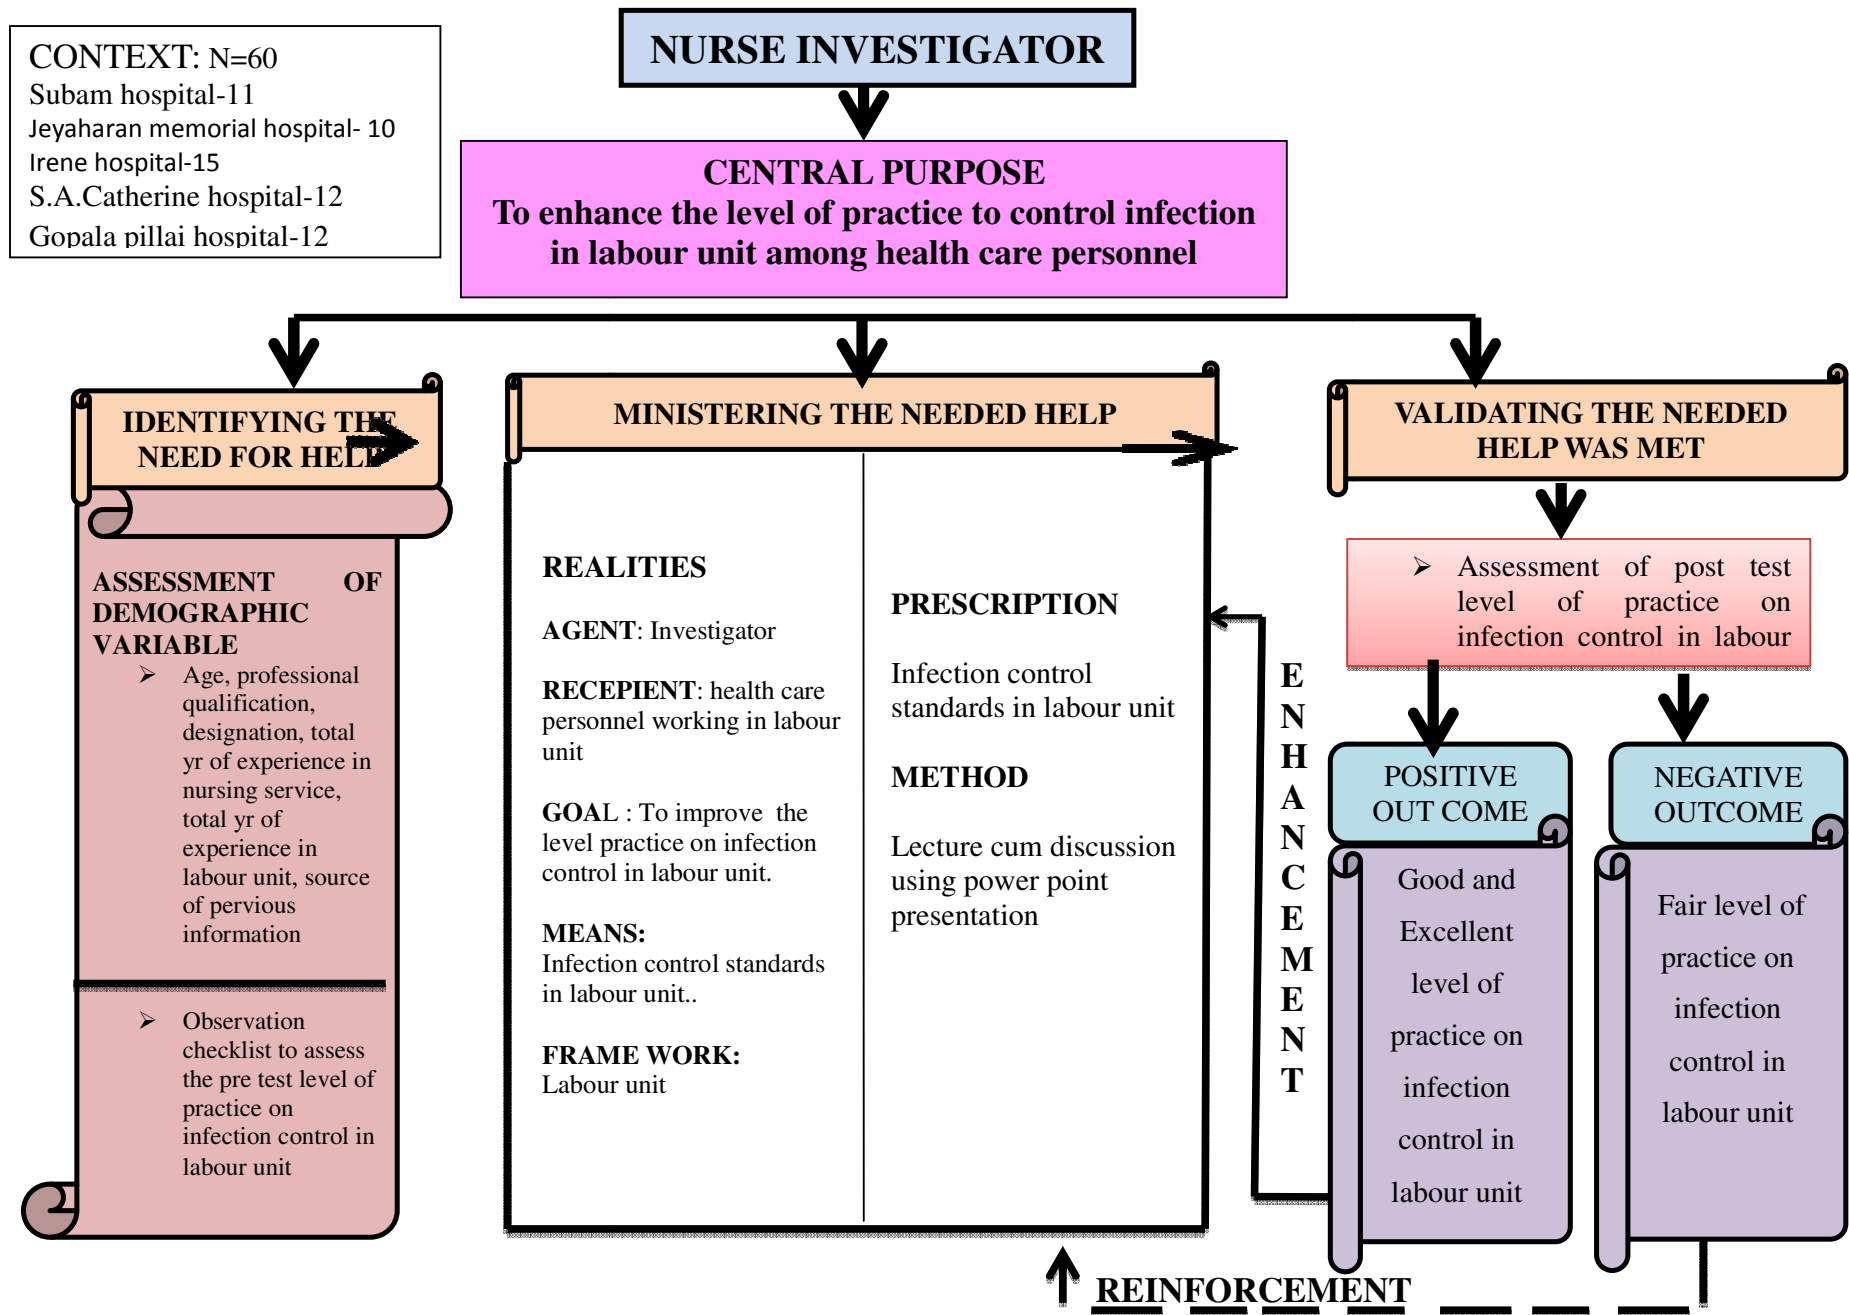 CONTEXT: N=60
Subam hospital-11
Jeyaharan memorial hospital- 10
Irene hospital-15
S.A.Catherine hospital-12
Gopala pillai hospital-12
NURSE INVESTIGATOR
CENTRAL PURPOSE
To enhance the level of practice to control infection
in labour unit among health care personnel
IDENTIFYING THE
NEED FOR HELP
ASSESSMENT OF
DEMOGRAPHIC
VARIABLE
➢ Age, professional
qualification,
designation, total
yr of experience in
nursing service,
total yr of
experience in
labour unit, source
of pervious
information
➢ Observation
checklist to assess
the pre test level of
practice on
infection control in
labour unit
MINISTERING THE NEEDED HELP
REALITIES
AGENT: Investigator
RECEPIENT: health care
personnel working in labour
unit
GOAL : To improve the
level practice on infection
control in labour unit.
MEANS:
Infection control standards
in labour unit..
FRAME WORK:
Labour unit
PRESCRIPTION
Infection control
standards in labour unit
METHOD
Lecture cum discussion
using power point
presentation
ENHANCEMENT
VALIDATING THE NEEDED
HELP WAS MET
➢ Assessment of post test
level of practice on
infection control in labour
POSITIVE
OUT COME
Good and
Excellent
level of
practice on
infection
control in
labour unit
NEGATIVE
OUTCOME
Fair level of
practice on
infection
control in
labour unit
REINFORCEMENT